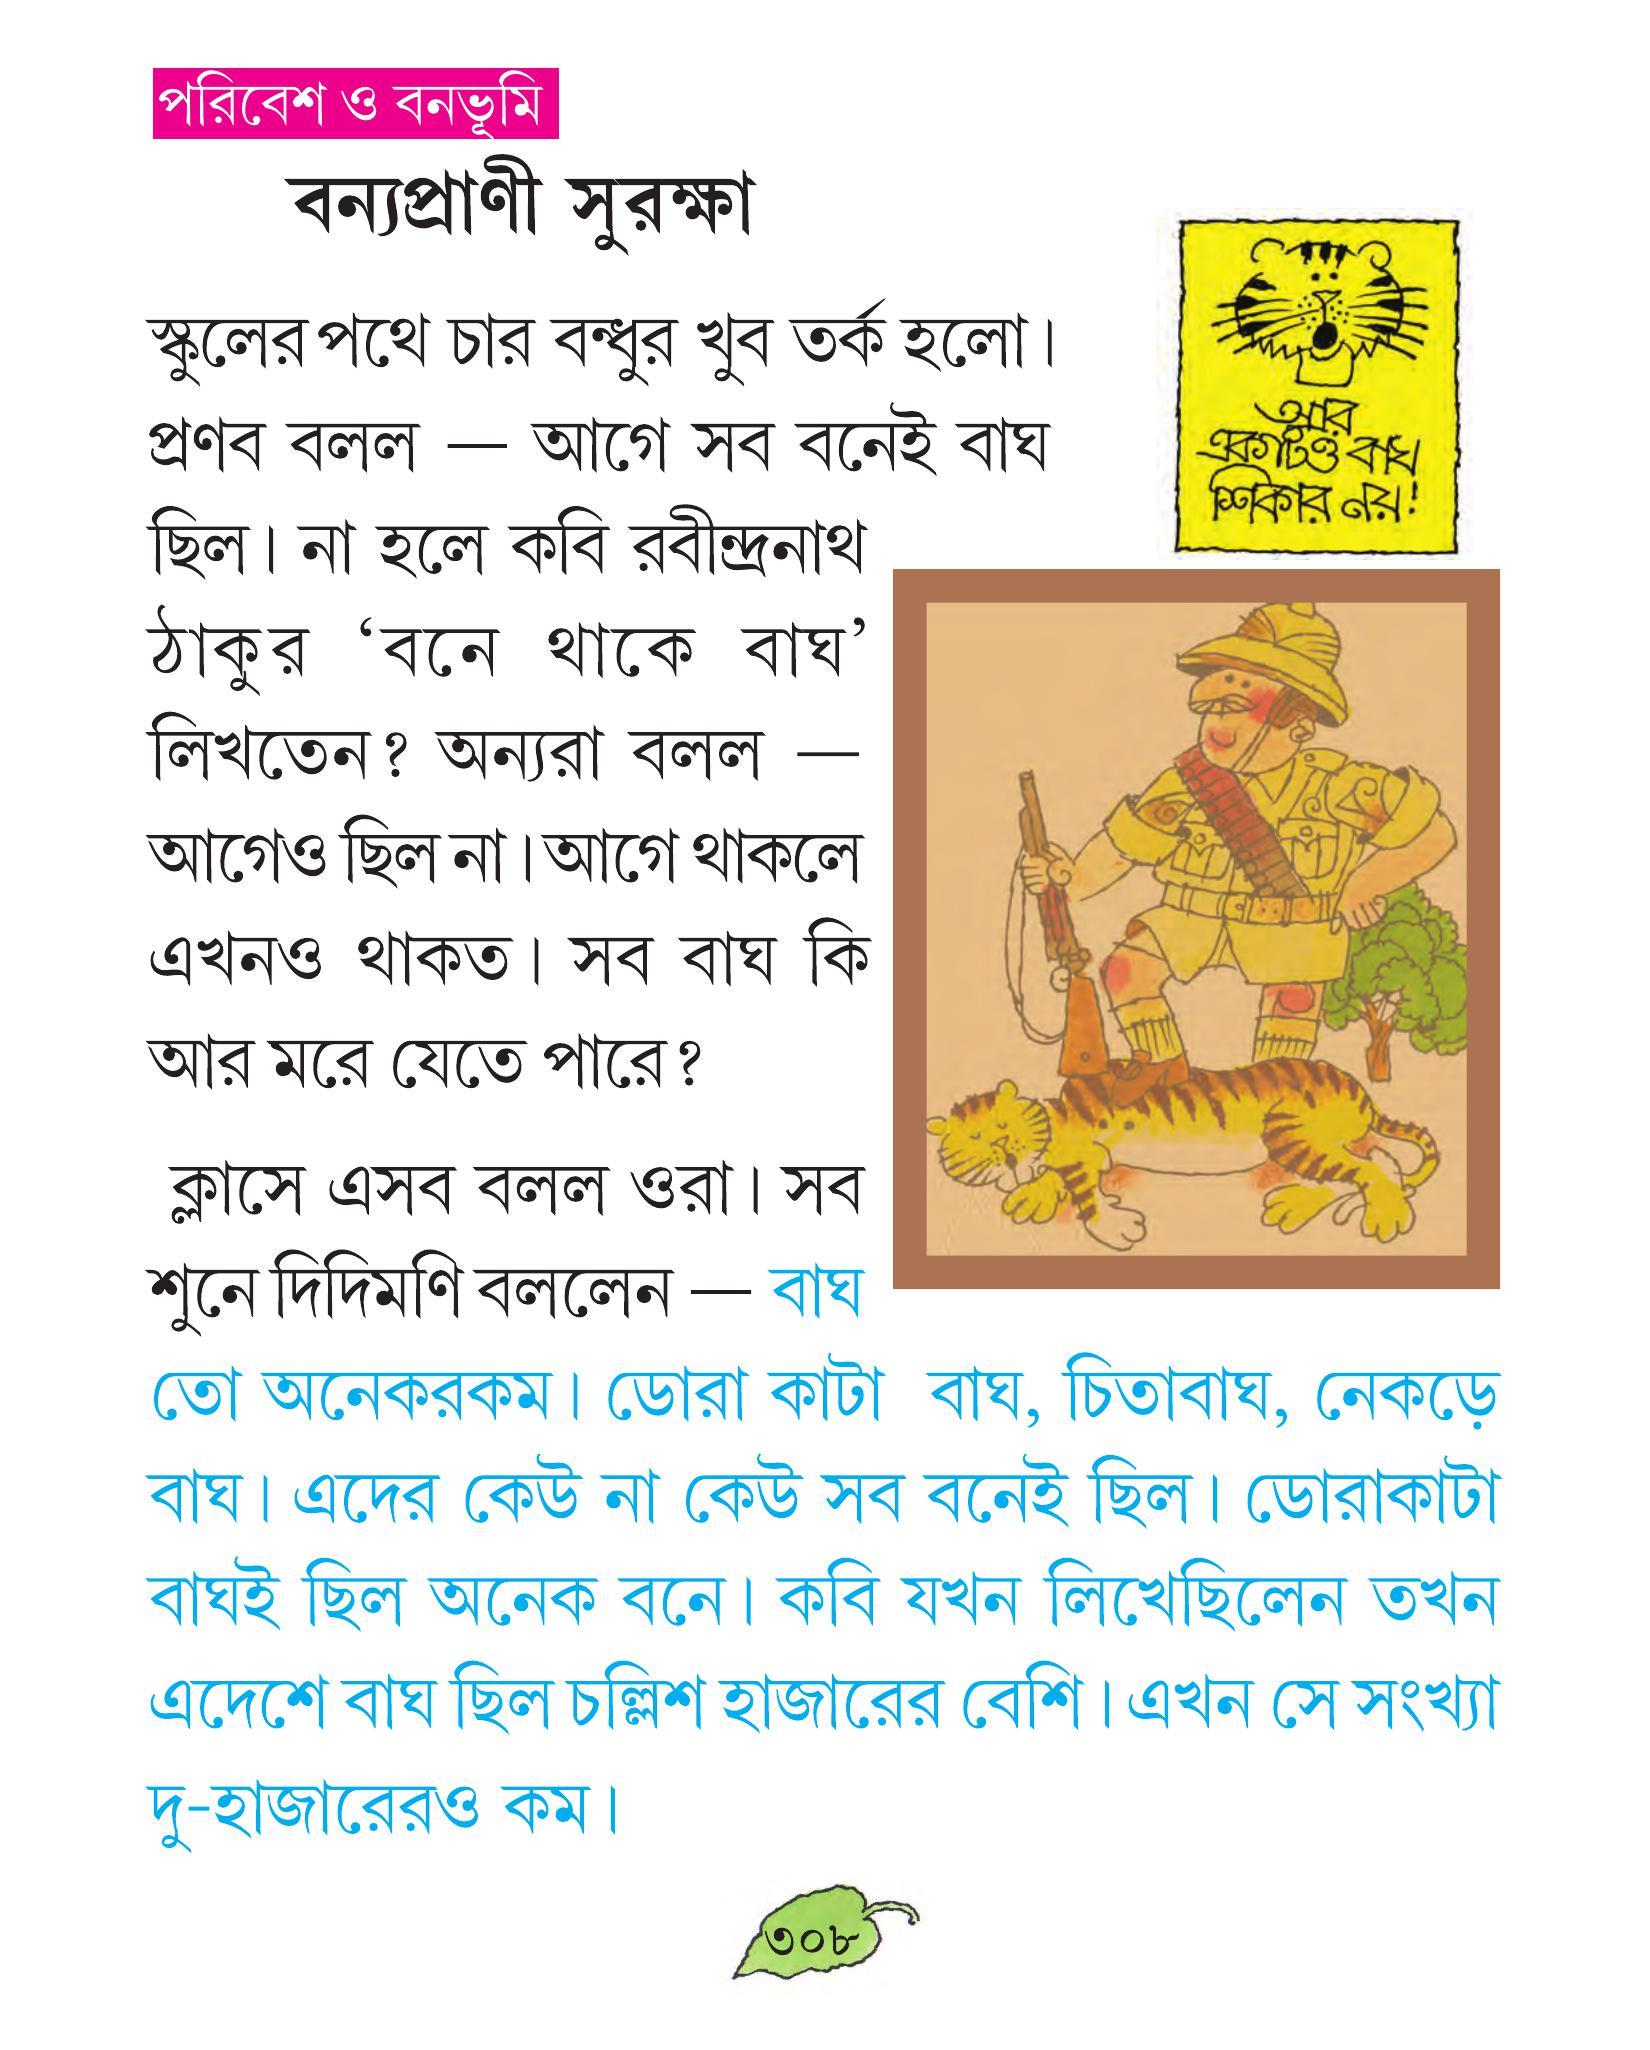 পরিবেশ ও বনভূমি
বন্যপ্রাণী সুরক্ষা
স্কুলের পথে চার বন্ধুর খুব তর্ক হলো।
প্রণব বলল — আগে সব বনেই বাঘ
ছিল। না হলে কবি রবীন্দ্রনাথ
ঠাকুর ‘বনে থাকে বাঘ’
লিখতেন? অন্যরা বলল —
আগেও ছিল না। আগে থাকলে
এখনও থাকত। সব বাঘ কি
আর মরে যেতে পারে?
আর
একটিও বাঘ
শিকার নয়!
ক্লাসে এসব বলল ওরা। সব
শুনে দিদিমণি বললেন — বাঘ
তো অনেকরকম। ডোরা কাটা বাঘ, চিতাবাঘ, নেকড়ে
বাঘ। এদের কেউ না কেউ সব বনেই ছিল। ডোরাকাটা
বাঘই ছিল অনেক বনে। কবি যখন লিখেছিলেন তখন
এদেশে বাঘ ছিল চল্লিশ হাজারের বেশি। এখন সে সংখ্যা
দু-হাজারেরও কম।
৩০৮